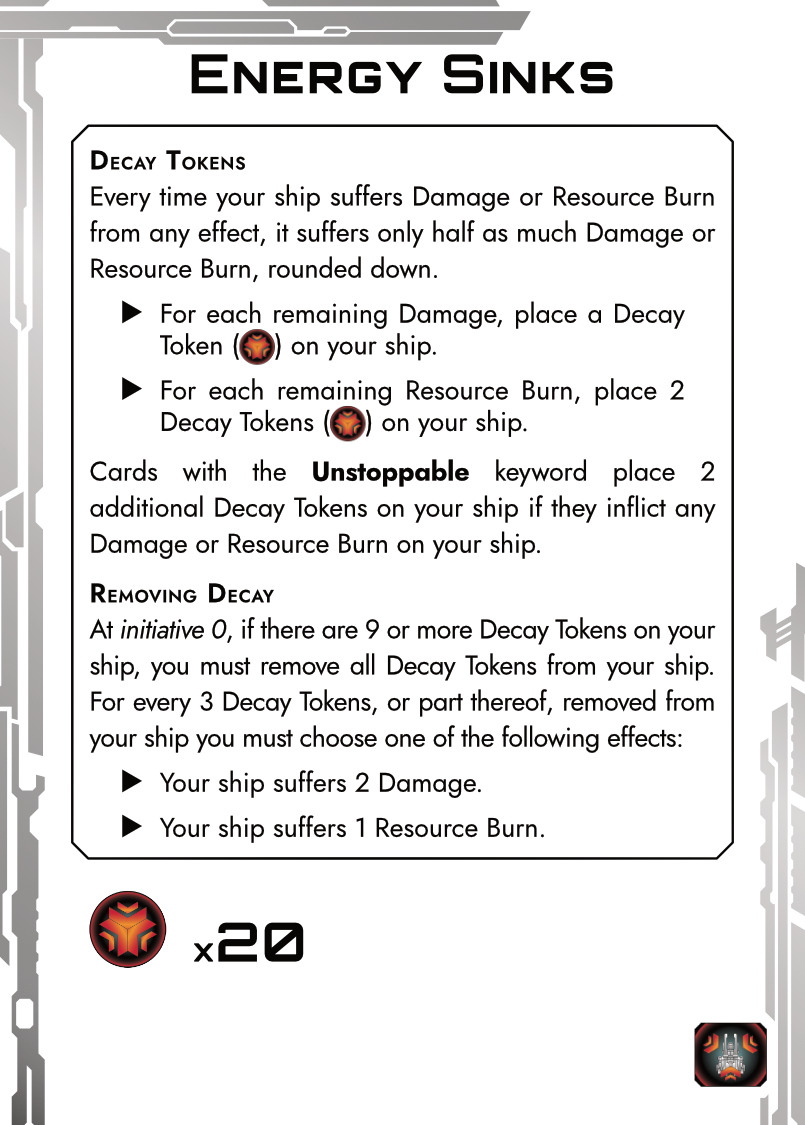 Energy Sinks
Decay Tokens
Every time your ship suffers Damage or Resource Burn
from any effect, it suffers only half as much Damage or
Resource Burn, rounded down.
▶ For each remaining Damage, place a Decay
Token () on your ship.
▶ For each remaining Resource Burn, place 2
Decay Tokens () on your ship.
Cards with the Unstoppable keyword place 2
additional Decay Tokens on your ship if they inflict any
Damage or Resource Burn on your ship.
Removing Decay
At initiative 0, if there are 9 or more Decay Tokens on your
ship, you must remove all Decay Tokens from your ship.
For every 3 Decay Tokens, or part thereof, removed from
your ship you must choose one of the following effects:
▶ Your ship suffers 2 Damage.
▶ Your ship suffers 1 Resource Burn.
x20